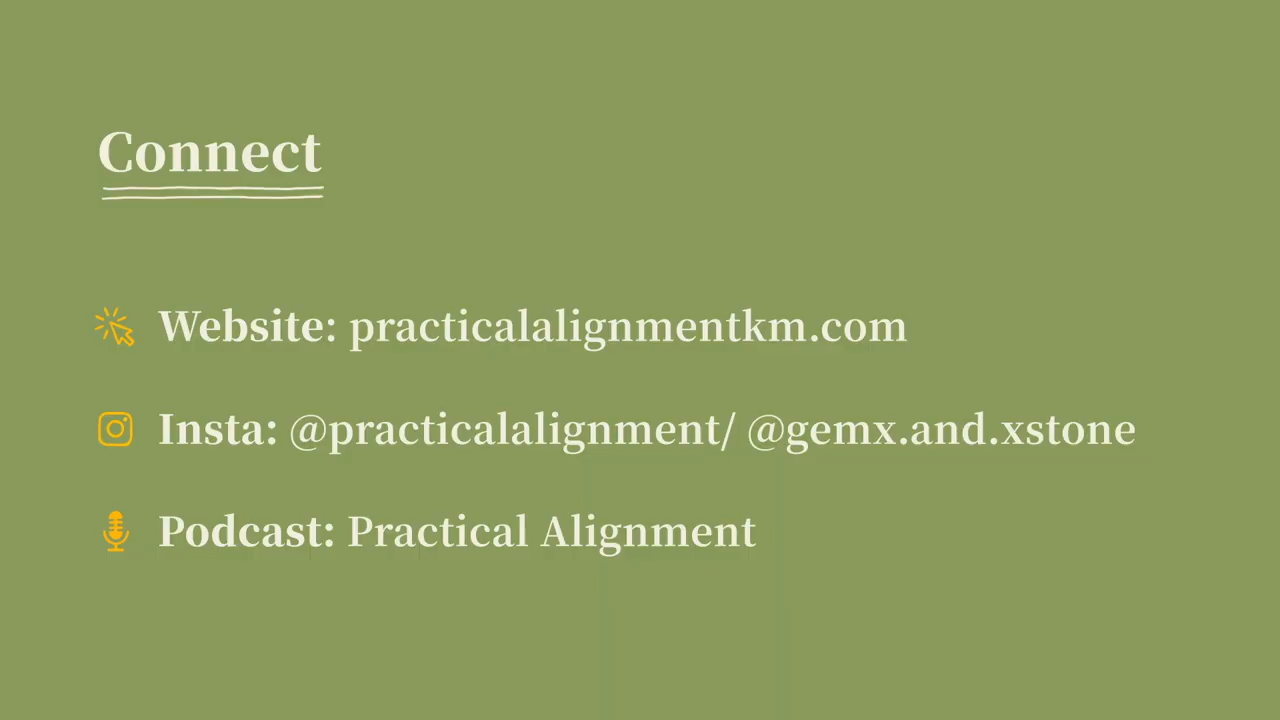 Connect
Website: practicalalignmentkm.com
Insta: @practicalalignment/ @gemx.and.xstone
Podcast: Practical Alignment